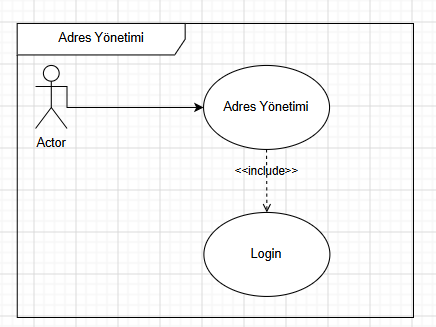 Adres Yönetimi
Adres Yönetimi
Actor
<<include>>
Login